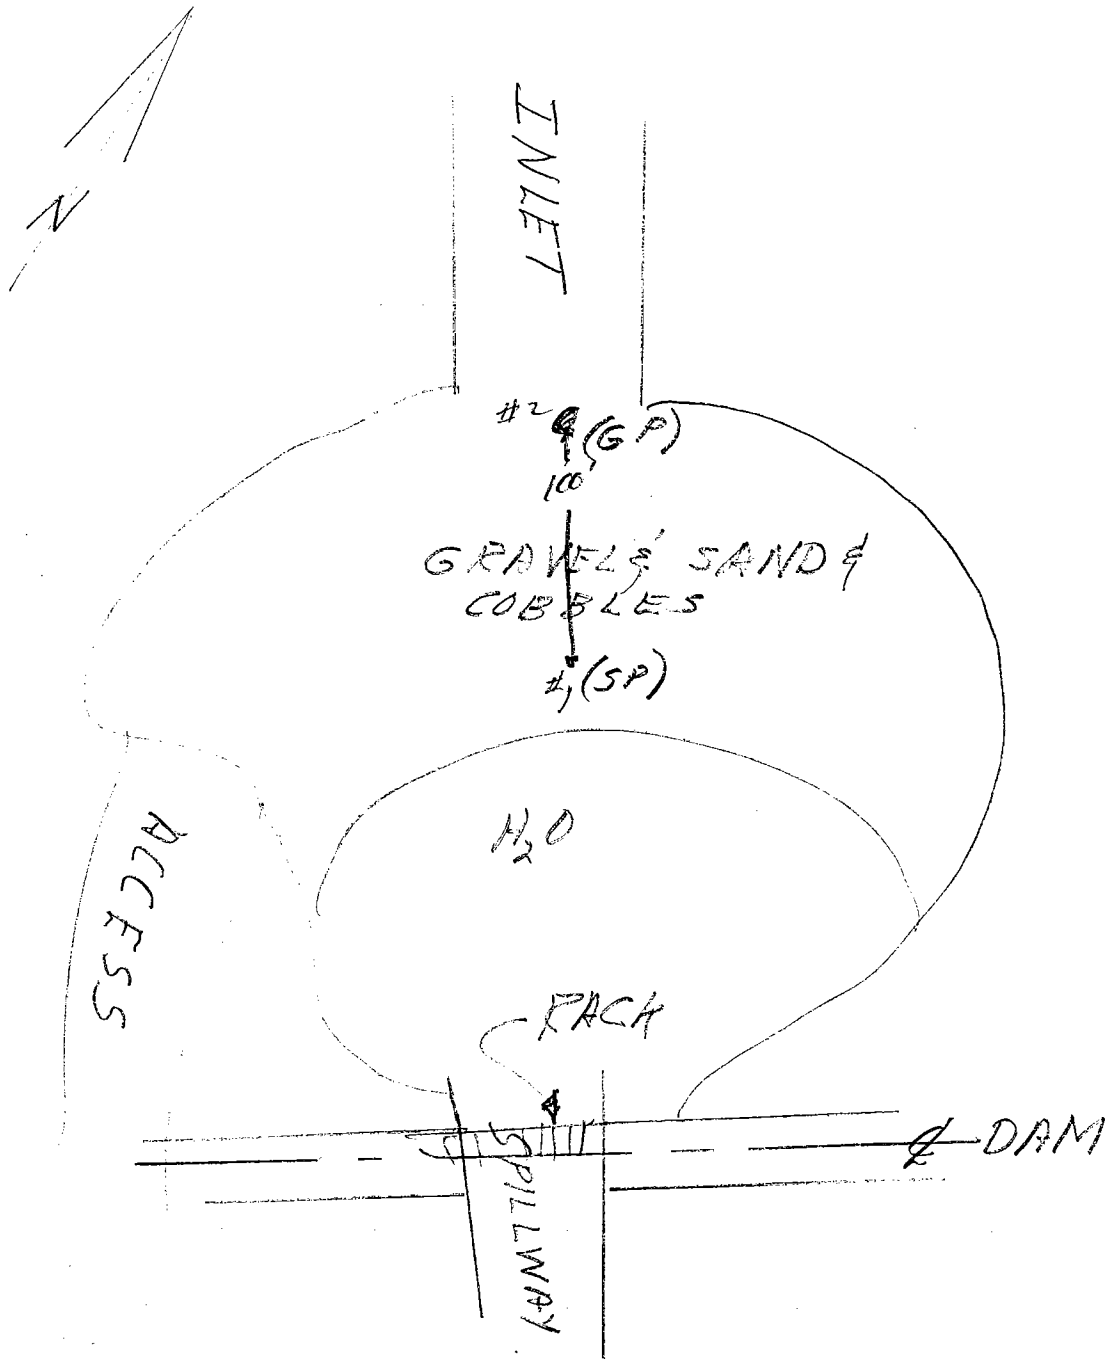 N
INLET
#2 (GP)
100'
GRAVEL & SAND &
COBBLES
#1 (SP)
H₂O
ACCESS
RACK
℄ DAM
SPILLWAY